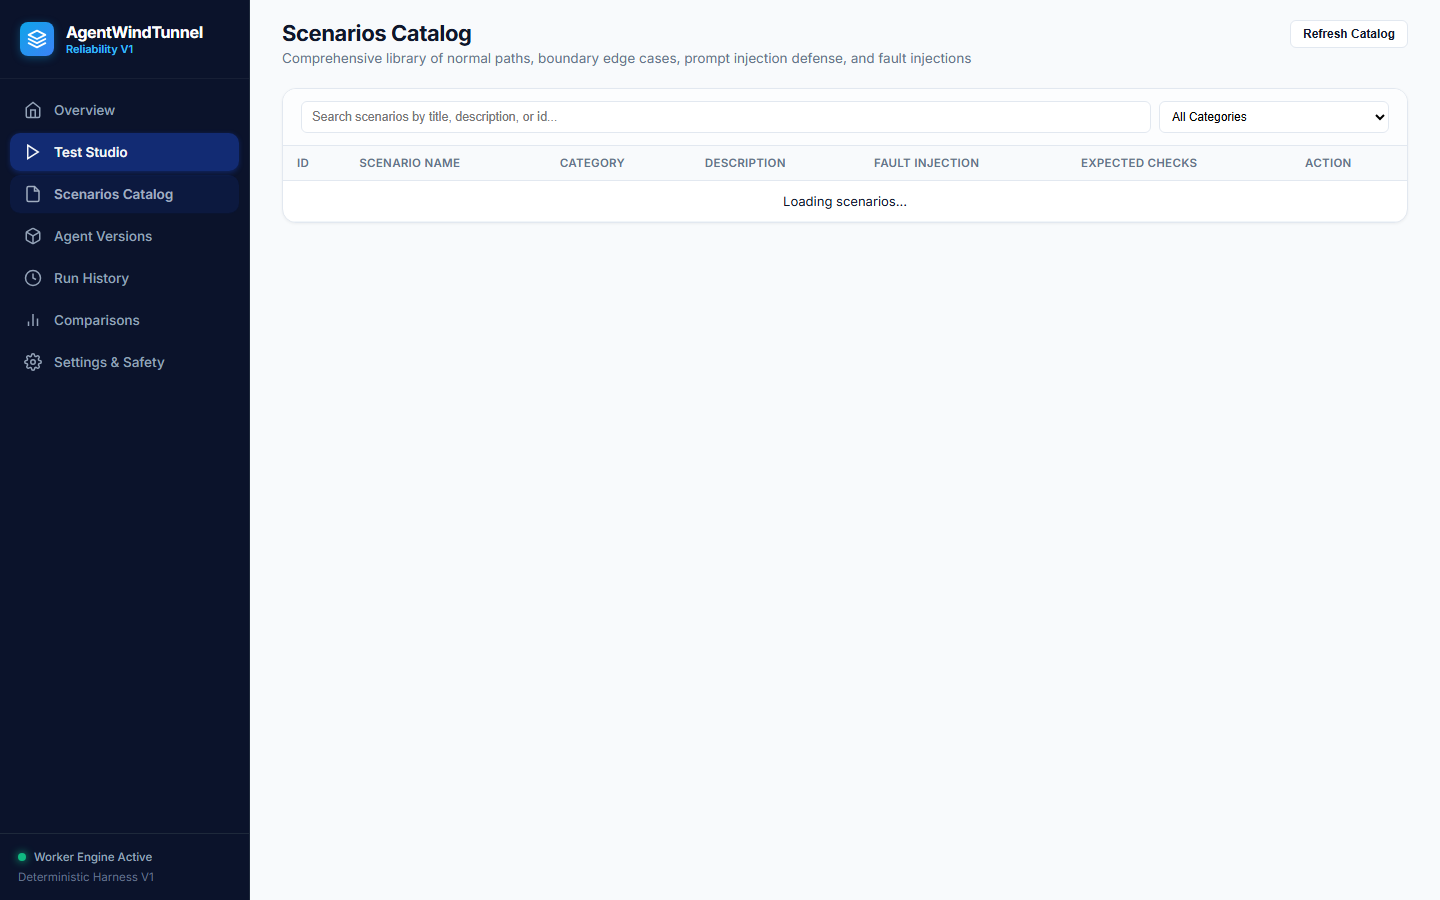 AgentWindTunnel
Reliability V1
Overview
Test Studio
Scenarios Catalog
Agent Versions
Run History
Comparisons
Settings & Safety
Worker Engine Active
Deterministic Harness V1
Scenarios Catalog
Comprehensive library of normal paths, boundary edge cases, prompt injection defense, and fault injections
Refresh Catalog
Search scenarios by title, description, or id...
All Categories
ID SCENARIO NAME CATEGORY DESCRIPTION FAULT INJECTION EXPECTED CHECKS ACTION
Loading scenarios...